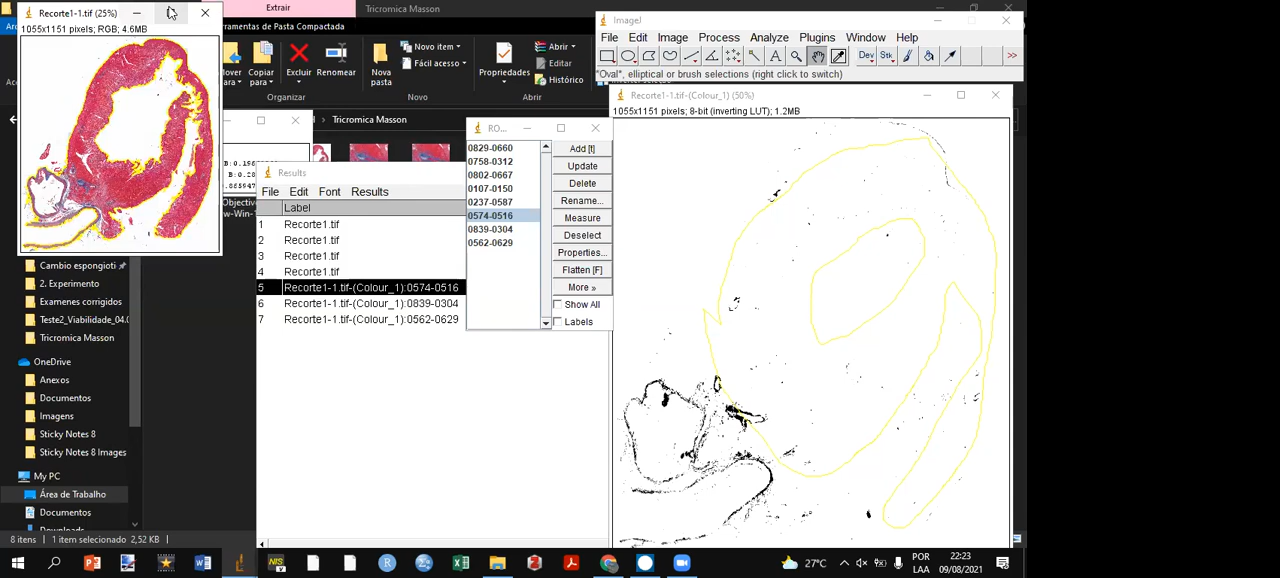 Recorte1-1.tif (25%)
1055x1151 pixels; RGB; 4.6MB
Extrair
Tricromica Masson
rramentas de Pasta Compactada
Mover
para
Copiar
para
Excluir
Renomear
Organizar
Nova
pasta
Novo item
Fácil acesso
Novo
Propriedades
Abrir
Editar
Histórico
Abrir
Tricromica Masson
ImageJ
File Edit Image Process Analyze Plugins Window Help
Dev Stk
"Oval", elliptical or brush selections (right click to switch)
Recorte1-1.tif-(Colour_1) (50%)
1055x1151 pixels; 8-bit (inverting LUT); 1.2MB
RO...
0829-0660
0758-0312
0802-0667
0107-0150
0237-0587
0574-0516
0839-0304
0562-0629
Add [t]
Update
Delete
Rename...
Measure
Deselect
Properties...
Flatten [F]
More »
Show All
Labels
Results
File Edit Font Results
Label
1 Recorte1.tif
2 Recorte1.tif
3 Recorte1.tif
4 Recorte1.tif
5 Recorte1-1.tif-(Colour_1):0574-0516
6 Recorte1-1.tif-(Colour_1):0839-0304
7 Recorte1-1.tif-(Colour_1):0562-0629
Cambio espongioti
2. Experimento
Examenes corrigidos
Teste2_Viabilidade_04.0
Tricromica Masson
OneDrive
Anexos
Documentos
Imagens
Sticky Notes 8
Sticky Notes 8 Images
My PC
Área de Trabalho
Documentos
8 itens
1 item selecionado 2,52 KB
27°C
POR
LAA
22:23
09/08/2021